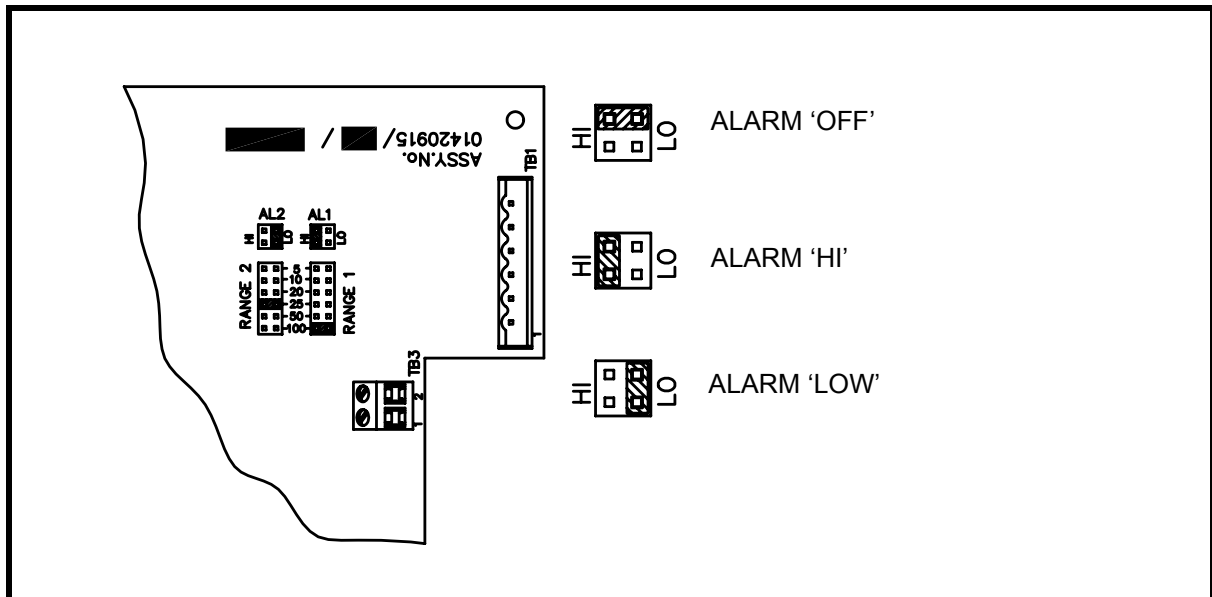 01420915/ /
ASSY.No.
TB1
AL2 AL1
HI LO HI LO
RANGE 2
5
10
20
25
50
100
RANGE 1
TB3
2
1
1
HI LO ALARM ‘OFF’
HI LO ALARM ‘HI’
HI LO ALARM ‘LOW’